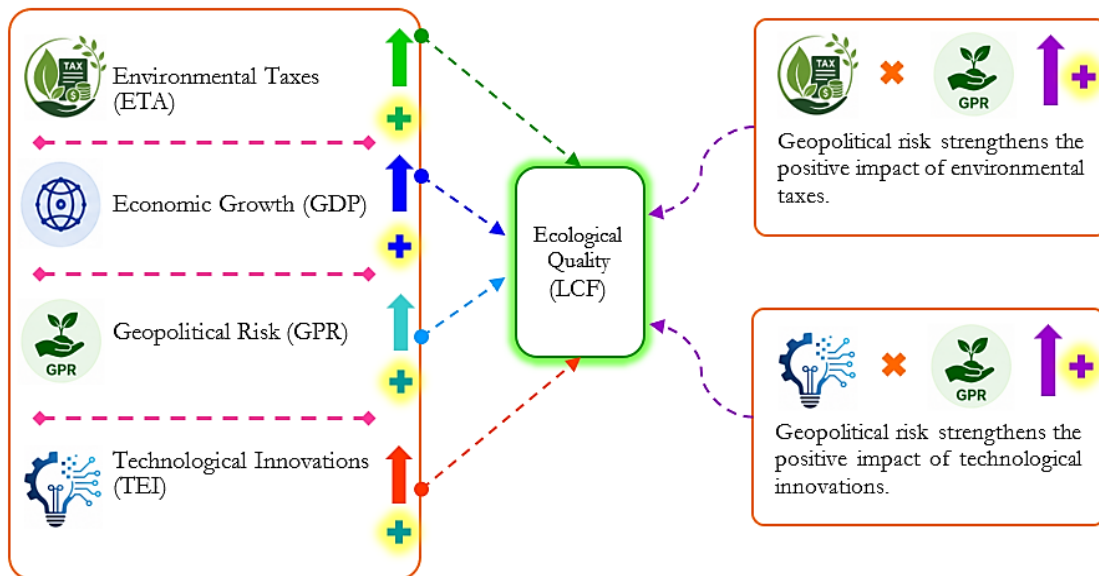 TAX
Environmental Taxes
(ETA)
Economic Growth (GDP)
Geopolitical Risk (GPR)
GPR
Technological Innovations
(TEI)
Ecological
Quality
(LCF)
TAX
GPR
Geopolitical risk strengthens the
positive impact of environmental
taxes.
GPR
Geopolitical risk strengthens the
positive impact of technological
innovations.